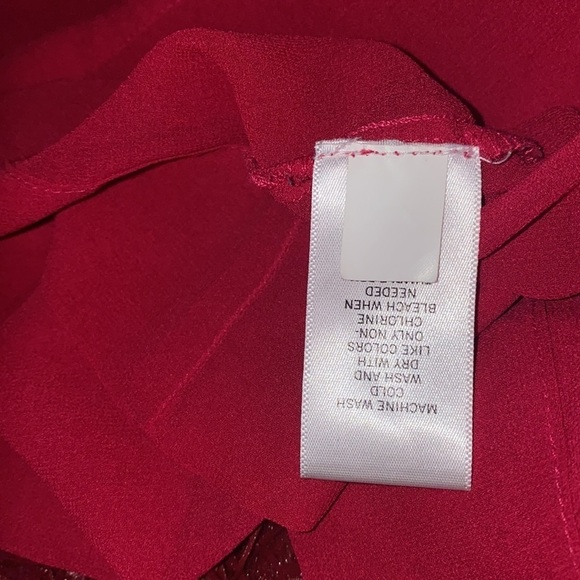 MACHINE WASH
COLD
WASH AND
DRY WITH
LIKE COLORS
ONLY NON-
CHLORINE
BLEACH WHEN
NEEDED